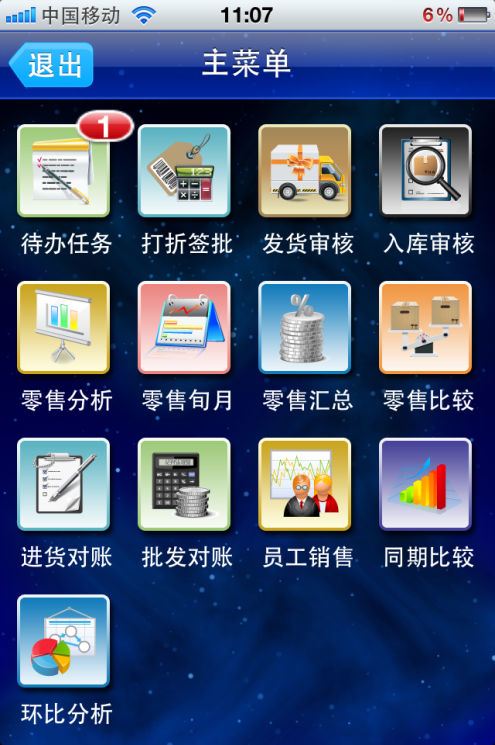 中国移动 11:07 6%
退出 主菜单
1
待办任务 打折签批 发货审核 入库审核
零售分析 零售旬月 零售汇总 零售比较
进货对账 批发对账 员工销售 同期比较
环比分析